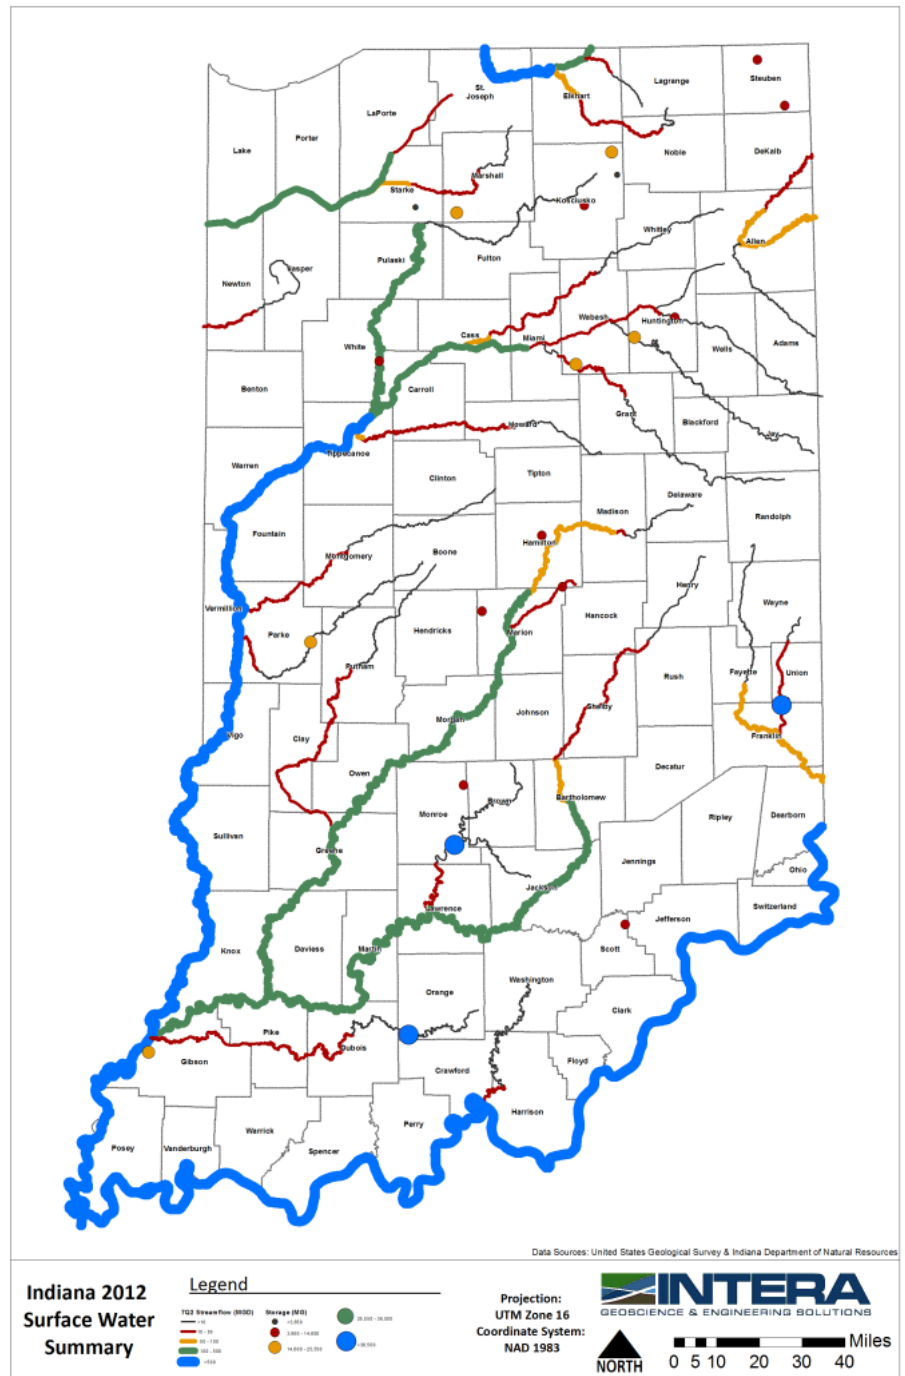 St.
Joseph
Elkhart
Lagrange
Steuben
LaPorte
Porter
Lake
Noble
DeKalb
Marshall
Starke
Kosciusko
Whitley
Allen
Pulaski
Fulton
Jasper
Newton
Wabash
Huntington
Cass
Miami
White
Wells
Adams
Benton
Carroll
Grant
Blackford
Jay
Howard
Tippecanoe
Warren
Clinton
Tipton
Delaware
Randolph
Madison
Fountain
Hamilton
Montgomery
Boone
Henry
Wayne
Vermillion
Hancock
Parke
Hendricks
Marion
Putnam
Rush
Fayette
Union
Shelby
Johnson
Morgan
Vigo
Clay
Franklin
Owen
Decatur
Bartholomew
Brown
Monroe
Ripley
Dearborn
Sullivan
Greene
Jennings
Ohio
Jackson
Lawrence
Switzerland
Jefferson
Knox
Daviess
Martin
Scott
Washington
Orange
Clark
Pike
Dubois
Gibson
Floyd
Crawford
Harrison
Perry
Warrick
Posey
Vanderburgh
Spencer
Data Sources: United States Geological Survey & Indiana Department of Natural Resources
Indiana 2012
Surface Water
Summary
Legend
7Q2 Streamflow (MGD)
Storage (MG)
Projection:
UTM Zone 16
Coordinate System:
NAD 1983
INTERA
GEOSCIENCE & ENGINEERING SOLUTIONS
NORTH
Miles
0 5 10 20 30 40